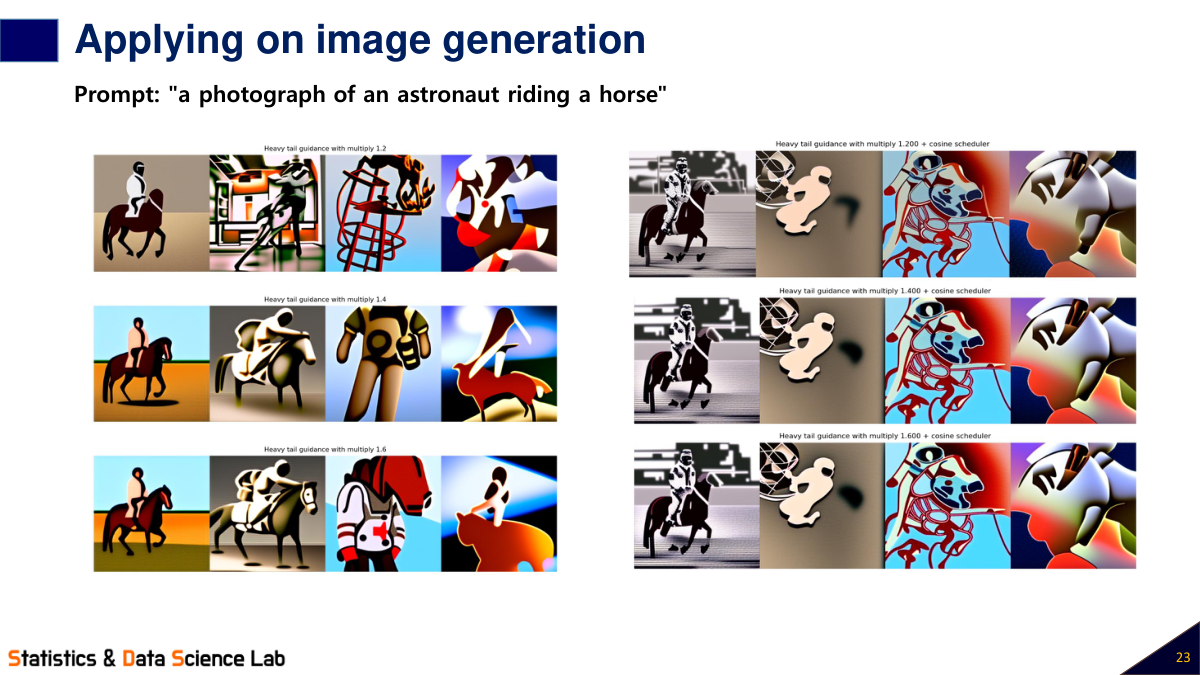 Applying on image generation
Prompt: "a photograph of an astronaut riding a horse"
Heavy tail guidance with multiply 1.2
Heavy tail guidance with multiply 1.4
Heavy tail guidance with multiply 1.6
Heavy tail guidance with multiply 1.200 + cosine scheduler
Heavy tail guidance with multiply 1.400 + cosine scheduler
Heavy tail guidance with multiply 1.600 + cosine scheduler
Statistics & Data Science Lab
23